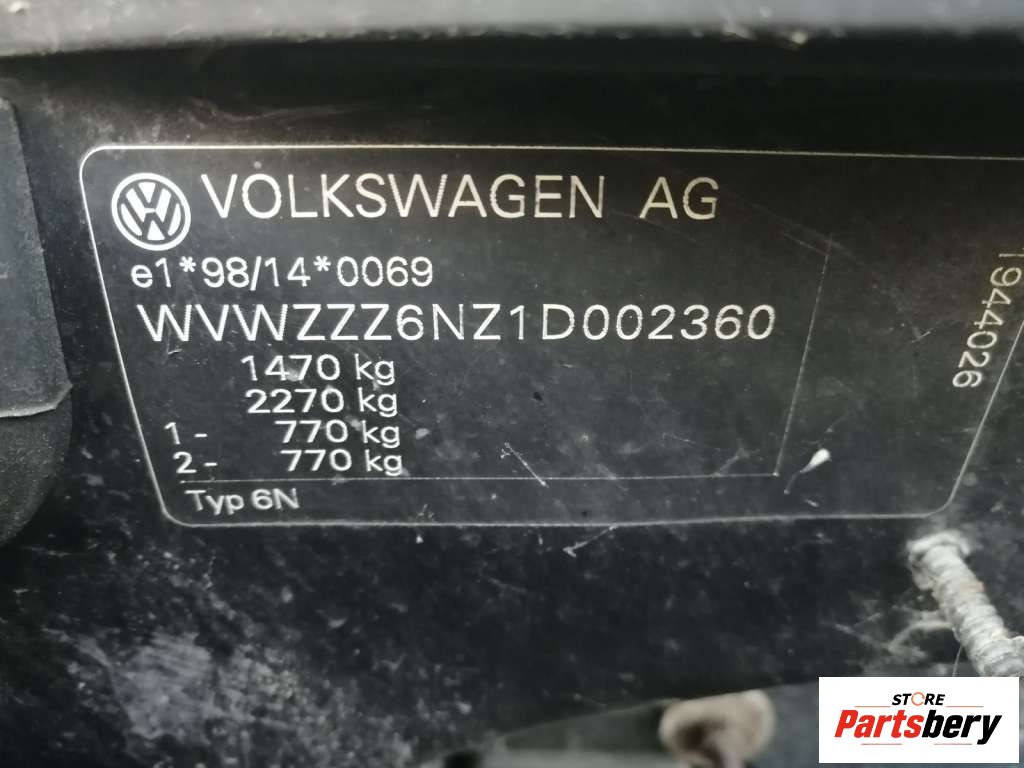 VOLKSWAGEN AG
e1*98/14*0069
WVWZZZ6NZ1D002360
1470 kg
2270 kg
1- 770 kg
2- 770 kg
Typ 6N
1944026
STORE
Partsbery